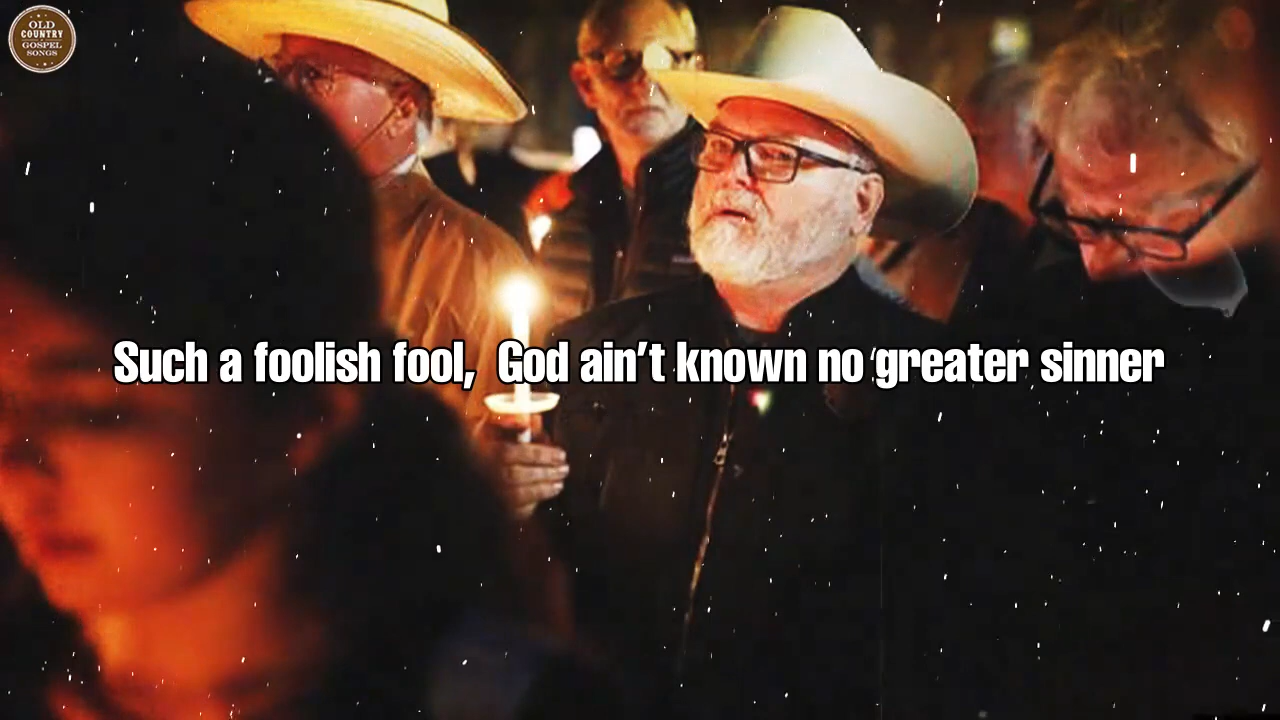 OLD
COUNTRY
GOSPEL
SONGS
Such a foolish fool, God ain't known no greater sinner